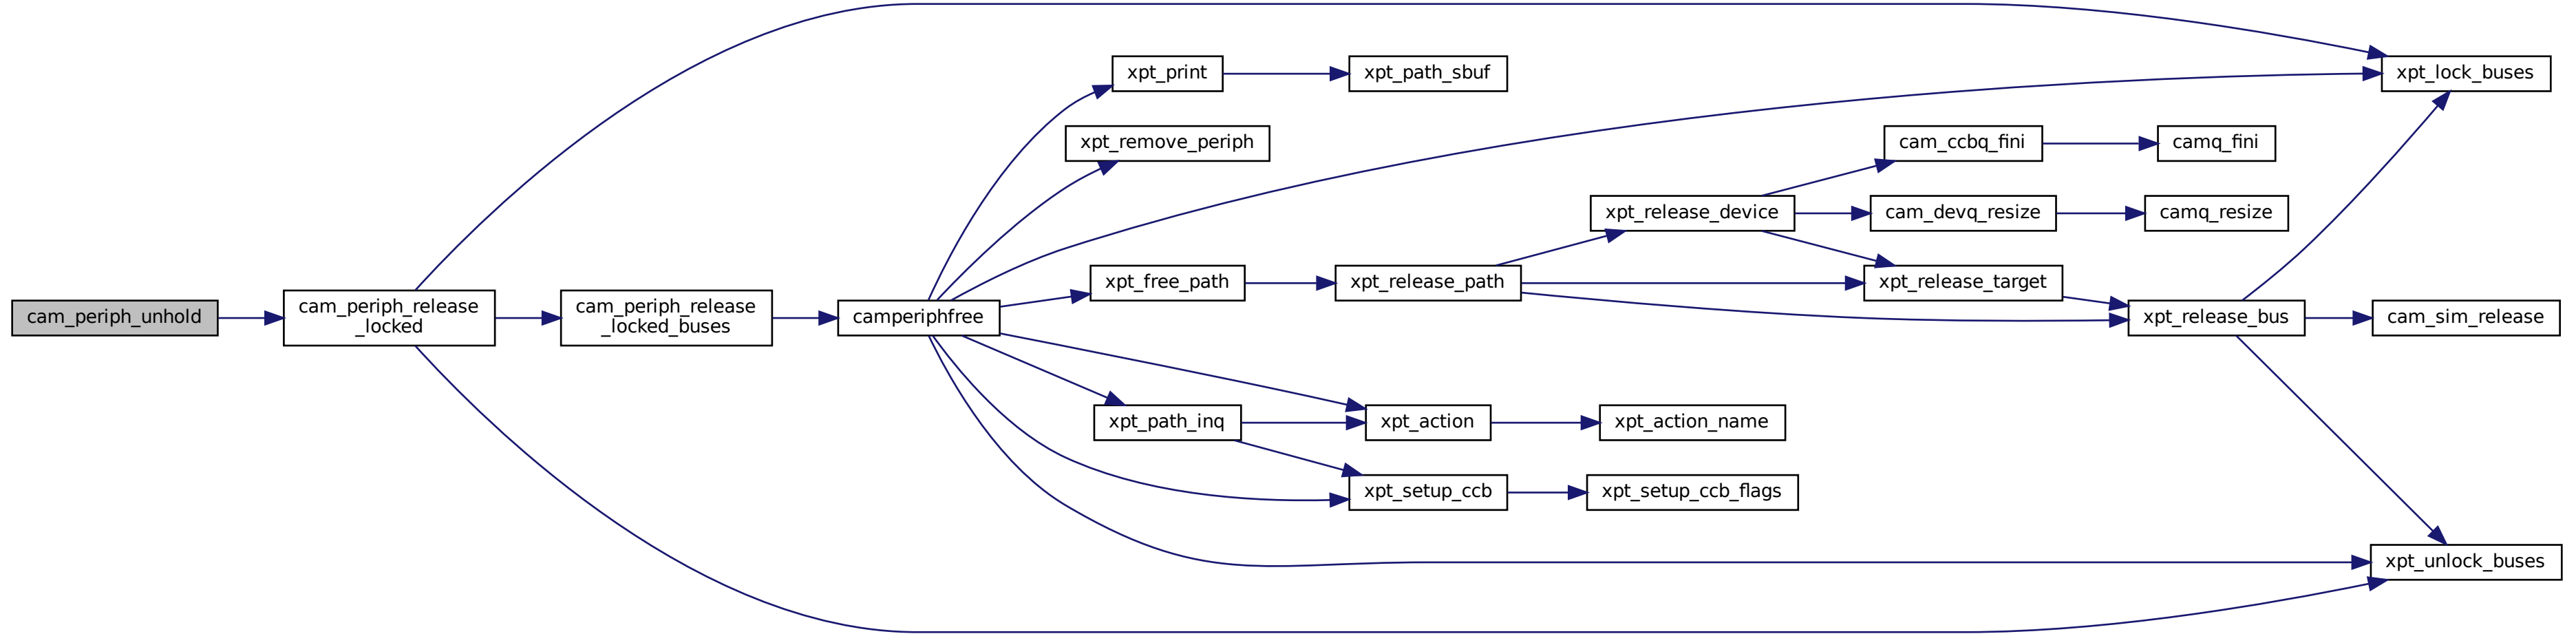 xpt_print
xpt_path_sbuf
xpt_lock_buses
xpt_remove_periph
cam_ccbq_fini
camq_fini
xpt_release_device
cam_devq_resize
camq_resize
xpt_free_path
xpt_release_path
xpt_release_target
cam_periph_unhold
cam_periph_release
_locked
cam_periph_release
_locked_buses
camperiphfree
xpt_release_bus
cam_sim_release
xpt_path_inq
xpt_action
xpt_action_name
xpt_setup_ccb
xpt_setup_ccb_flags
xpt_unlock_buses